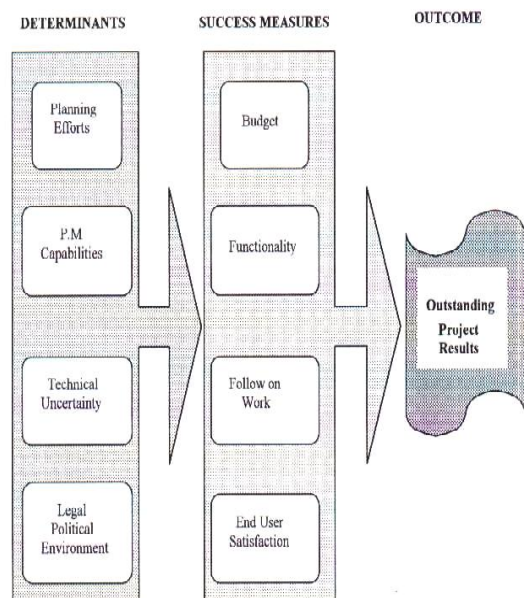 DETERMINANTS
Planning
Efforts
P.M
Capabilities
Technical
Uncertainty
Legal
Political
Environment
SUCCESS MEASURES
Budget
Functionality
Follow on
Work
End User
Satisfaction
OUTCOME
Outstanding
Project
Results